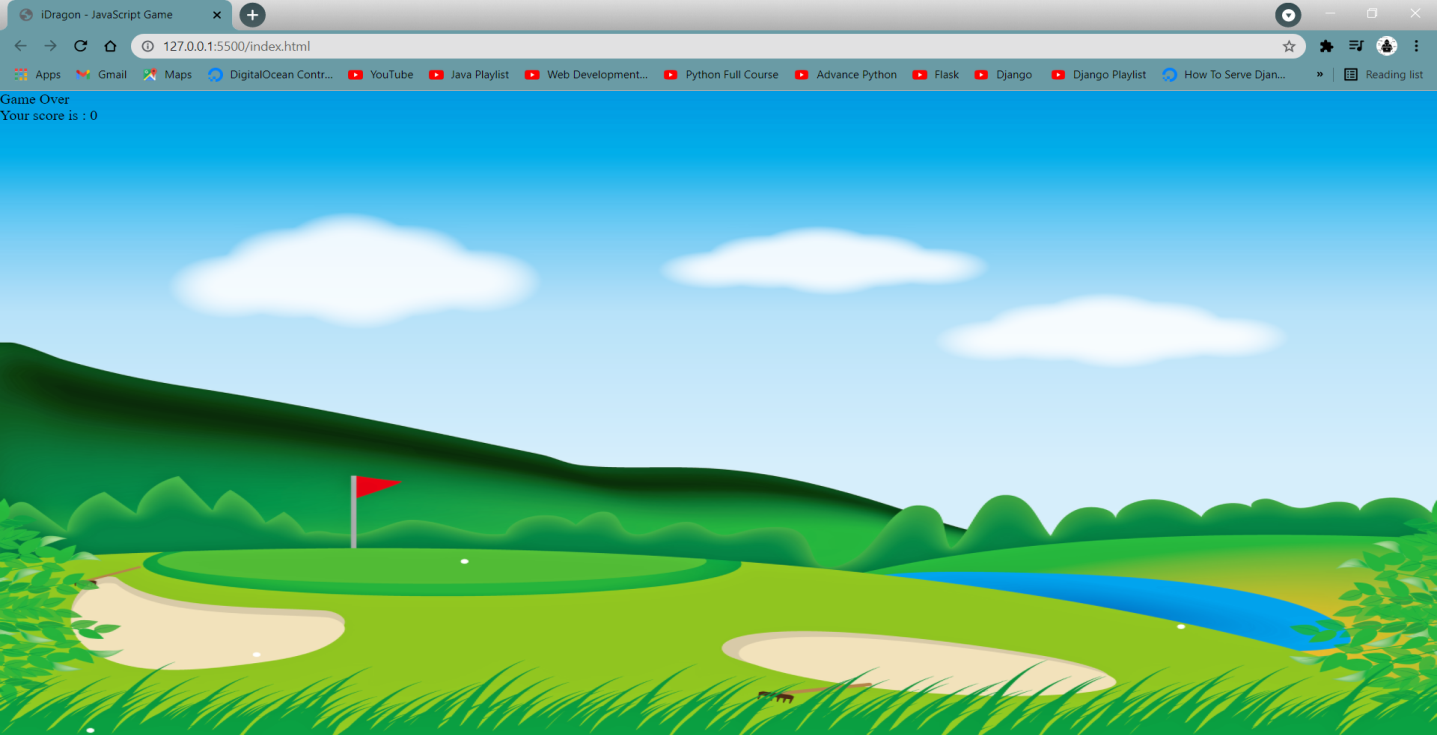 iDragon - JavaScript Game
127.0.0.1:5500/index.html
Apps Gmail Maps DigitalOcean Contr... YouTube Java Playlist Web Development... Python Full Course Advance Python Flask Django Django Playlist How To Serve Djan... » Reading list
Game Over
Your score is : 0